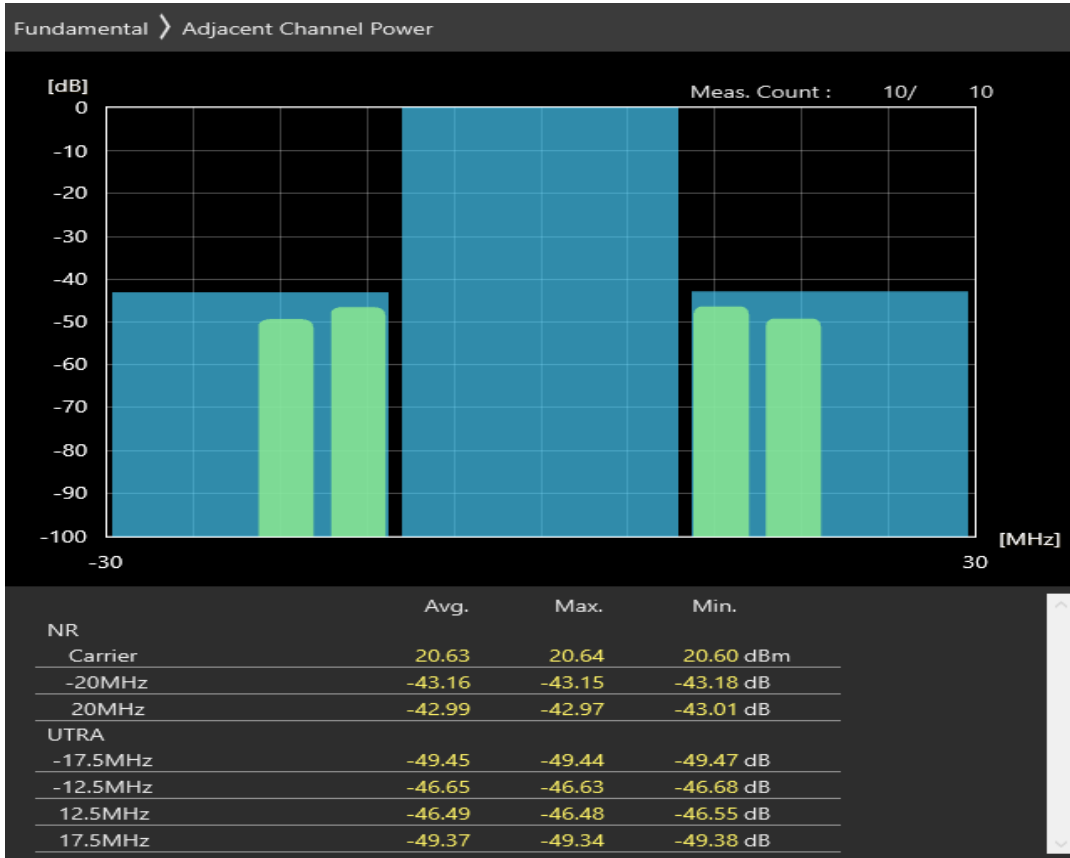 Fundamental 〉 Adjacent Channel Power
[dB]
Meas. Count : 10/ 10
0
-10
-20
-30
-40
-50
-60
-70
-80
-90
-100
[MHz]
-30 30
Avg. Max. Min.
NR
Carrier 20.63 20.64 20.60 dBm
-20MHz -43.16 -43.15 -43.18 dB
20MHz -42.99 -42.97 -43.01 dB
UTRA
-17.5MHz -49.45 -49.44 -49.47 dB
-12.5MHz -46.65 -46.63 -46.68 dB
12.5MHz -46.49 -46.48 -46.55 dB
17.5MHz -49.37 -49.34 -49.38 dB